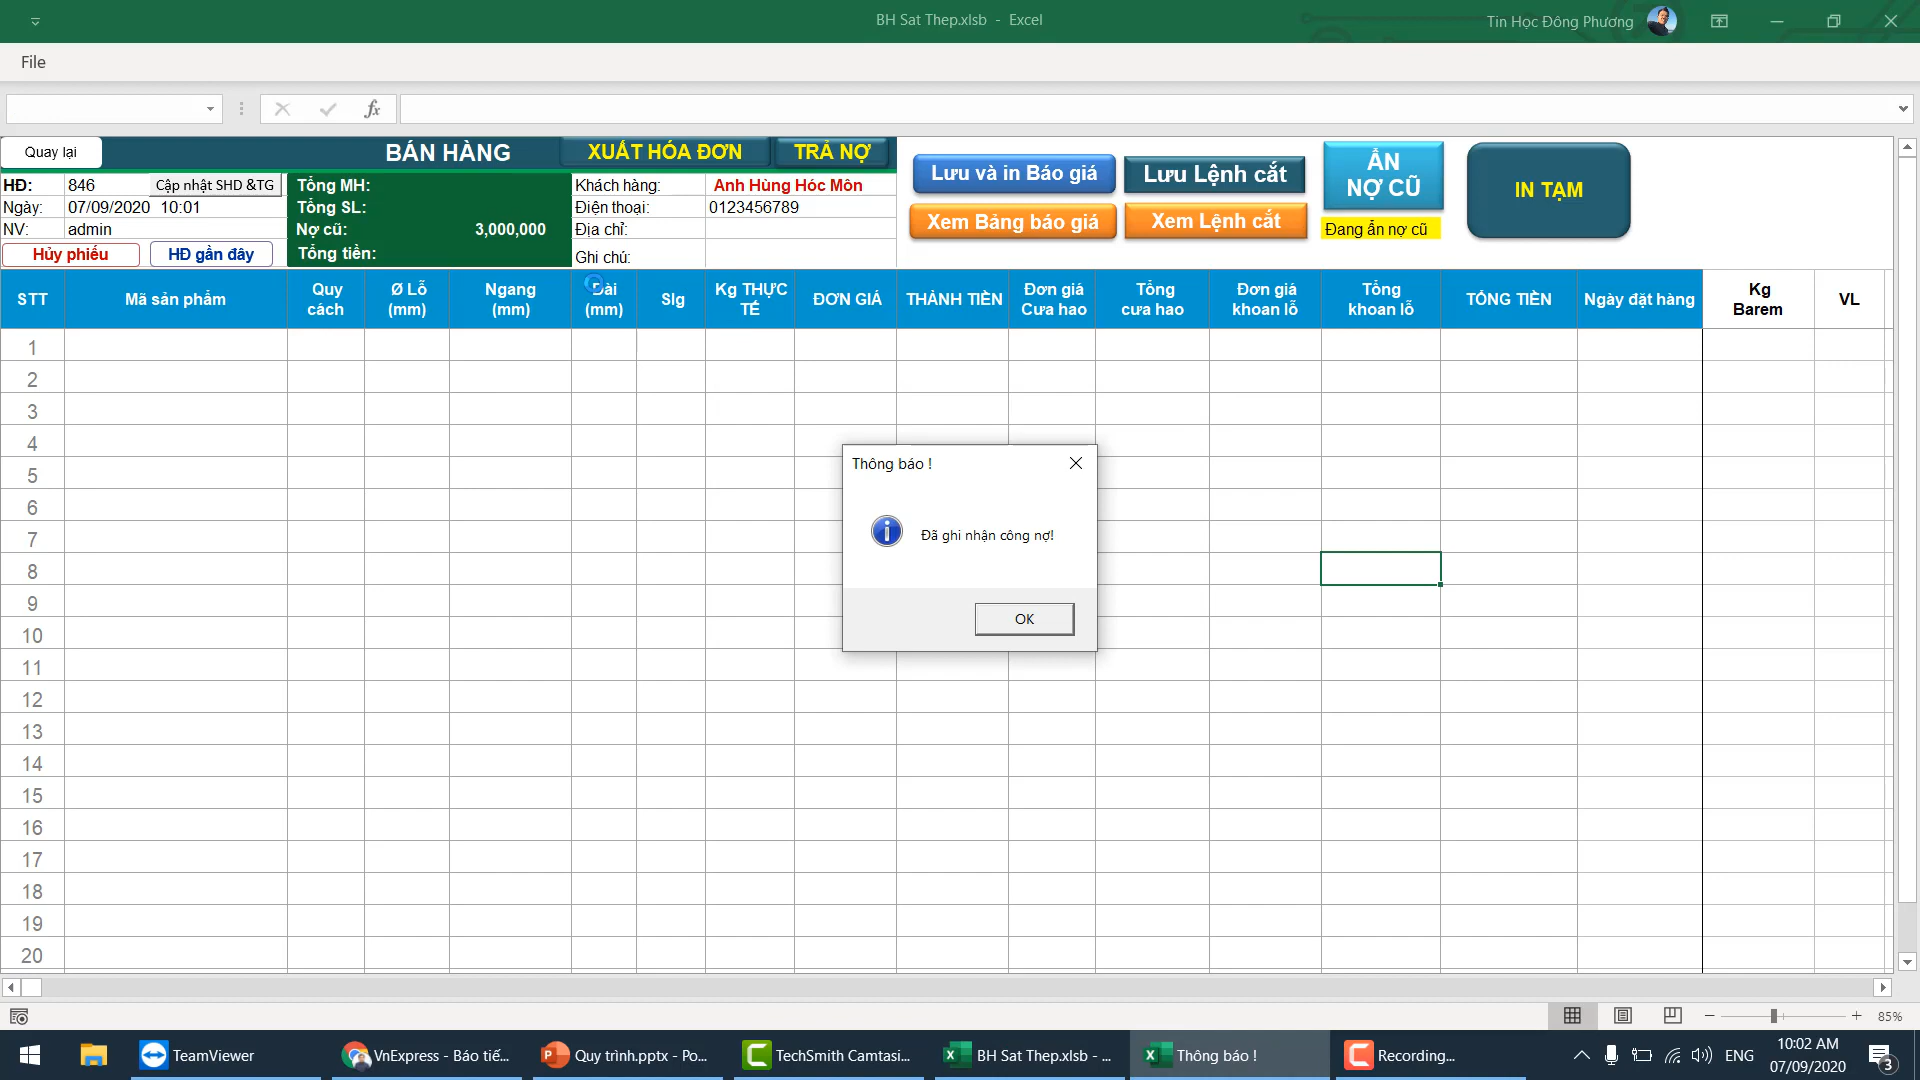 BH Sat Thep.xlsb - Excel
Tin Học Đông Phương
File
fx
Quay lại
BÁN HÀNG
XUẤT HÓA ĐƠN
TRẢ NỢ
HĐ: 846 Cập nhật SHD &TG
Ngày: 07/09/2020 10:01
NV: admin
Hủy phiếu
HĐ gần đây
Tổng MH:
Tổng SL:
Nợ cũ: 3,000,000
Tổng tiền:
Khách hàng: Anh Hùng Hóc Môn
Điện thoại: 0123456789
Địa chỉ:
Ghi chú:
Lưu và in Báo giá
Xem Bảng báo giá
Lưu Lệnh cắt
Xem Lệnh cắt
ẨN
NỢ CŨ
Đang ẩn nợ cũ
IN TẠM
STT
Mã sản phẩm
Quy
cách
Ø Lỗ
(mm)
Ngang
(mm)
Dài
(mm)
Slg
Kg THỰC
TẾ
ĐƠN GIÁ
THÀNH TIỀN
Đơn giá
Cưa hao
Tổng
cưa hao
Đơn giá
khoan lỗ
Tổng
khoan lỗ
TỔNG TIỀN
Ngày đặt hàng
Kg
Barem
VL
1
2
3
4
5
6
7
8
9
10
11
12
13
14
15
16
17
18
19
20
Thông báo !
Đã ghi nhận công nợ!
OK
85%
TeamViewer
VnExpress - Báo tiế...
Quy trình.pptx - Po...
TechSmith Camtasi...
BH Sat Thep.xlsb - ...
Thông báo !
Recording...
ENG
10:02 AM
07/09/2020
3